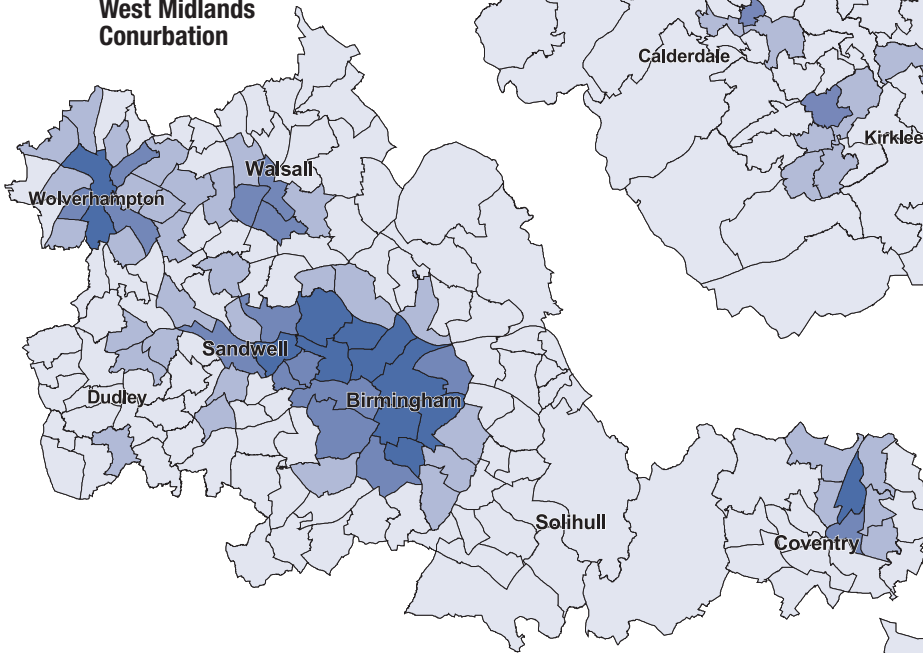 West Midlands
Conurbation
Calderdale
Kirklee
Walsall
Wolverhampton
Sandwell
Dudley
Birmingham
Solihull
Coventry